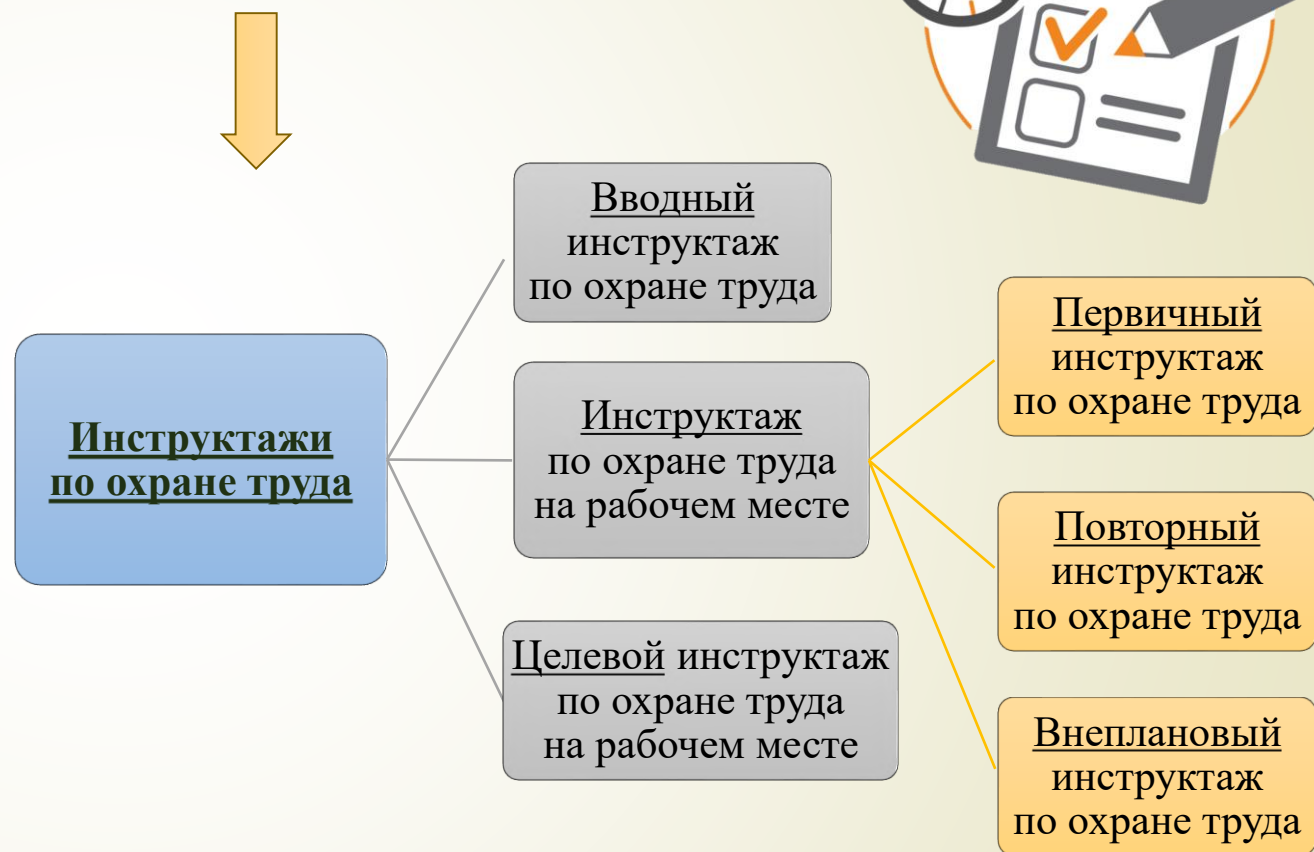 Вводный
инструктаж
по охране труда
Инструктажи
по охране труда
Инструктаж
по охране труда
на рабочем месте
Целевой инструктаж
по охране труда
на рабочем месте
Первичный
инструктаж
по охране труда
Повторный
инструктаж
по охране труда
Внеплановый
инструктаж
по охране труда